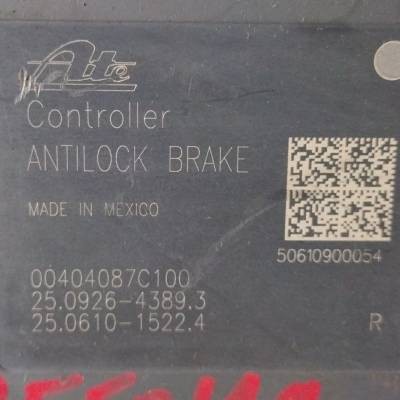 Ate
Controller
ANTILOCK BRAKE
MADE IN MEXICO
50610900054
00404087C100
25.0926-4389.3
25.0610-1522.4
R